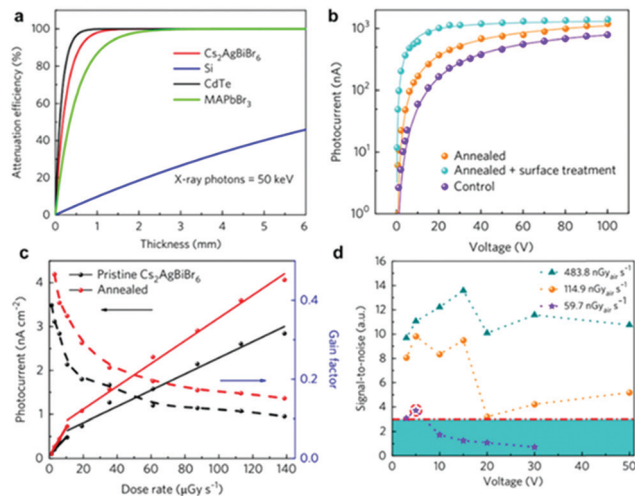 a
Attenuation efficiency (%)
100
80
60
40
20
0
Cs₂AgBiBr₆
Si
CdTe
MAPbBr₃
X-ray photons = 50 keV
0 1 2 3 4 5 6
Thickness (mm)
b
Photocurrent (nA)
10³
10²
10¹
10⁰
Annealed
Annealed + surface treatment
Control
0 20 40 60 80 100
Voltage (V)
c
Photocurrent (nA cm⁻²)
4
3
2
1
0
Pristine Cs₂AgBiBr₆
Annealed
Gain factor
0.4
0.2
0.0
0 20 40 60 80 100 120 140
Dose rate (μGy s⁻¹)
d
Signal-to-noise (a.u.)
16
14
12
10
8
6
4
2
0
483.8 nGyₐᵢᵣ s⁻¹
114.9 nGyₐᵢᵣ s⁻¹
59.7 nGyₐᵢᵣ s⁻¹
0 10 20 30 40 50
Voltage (V)